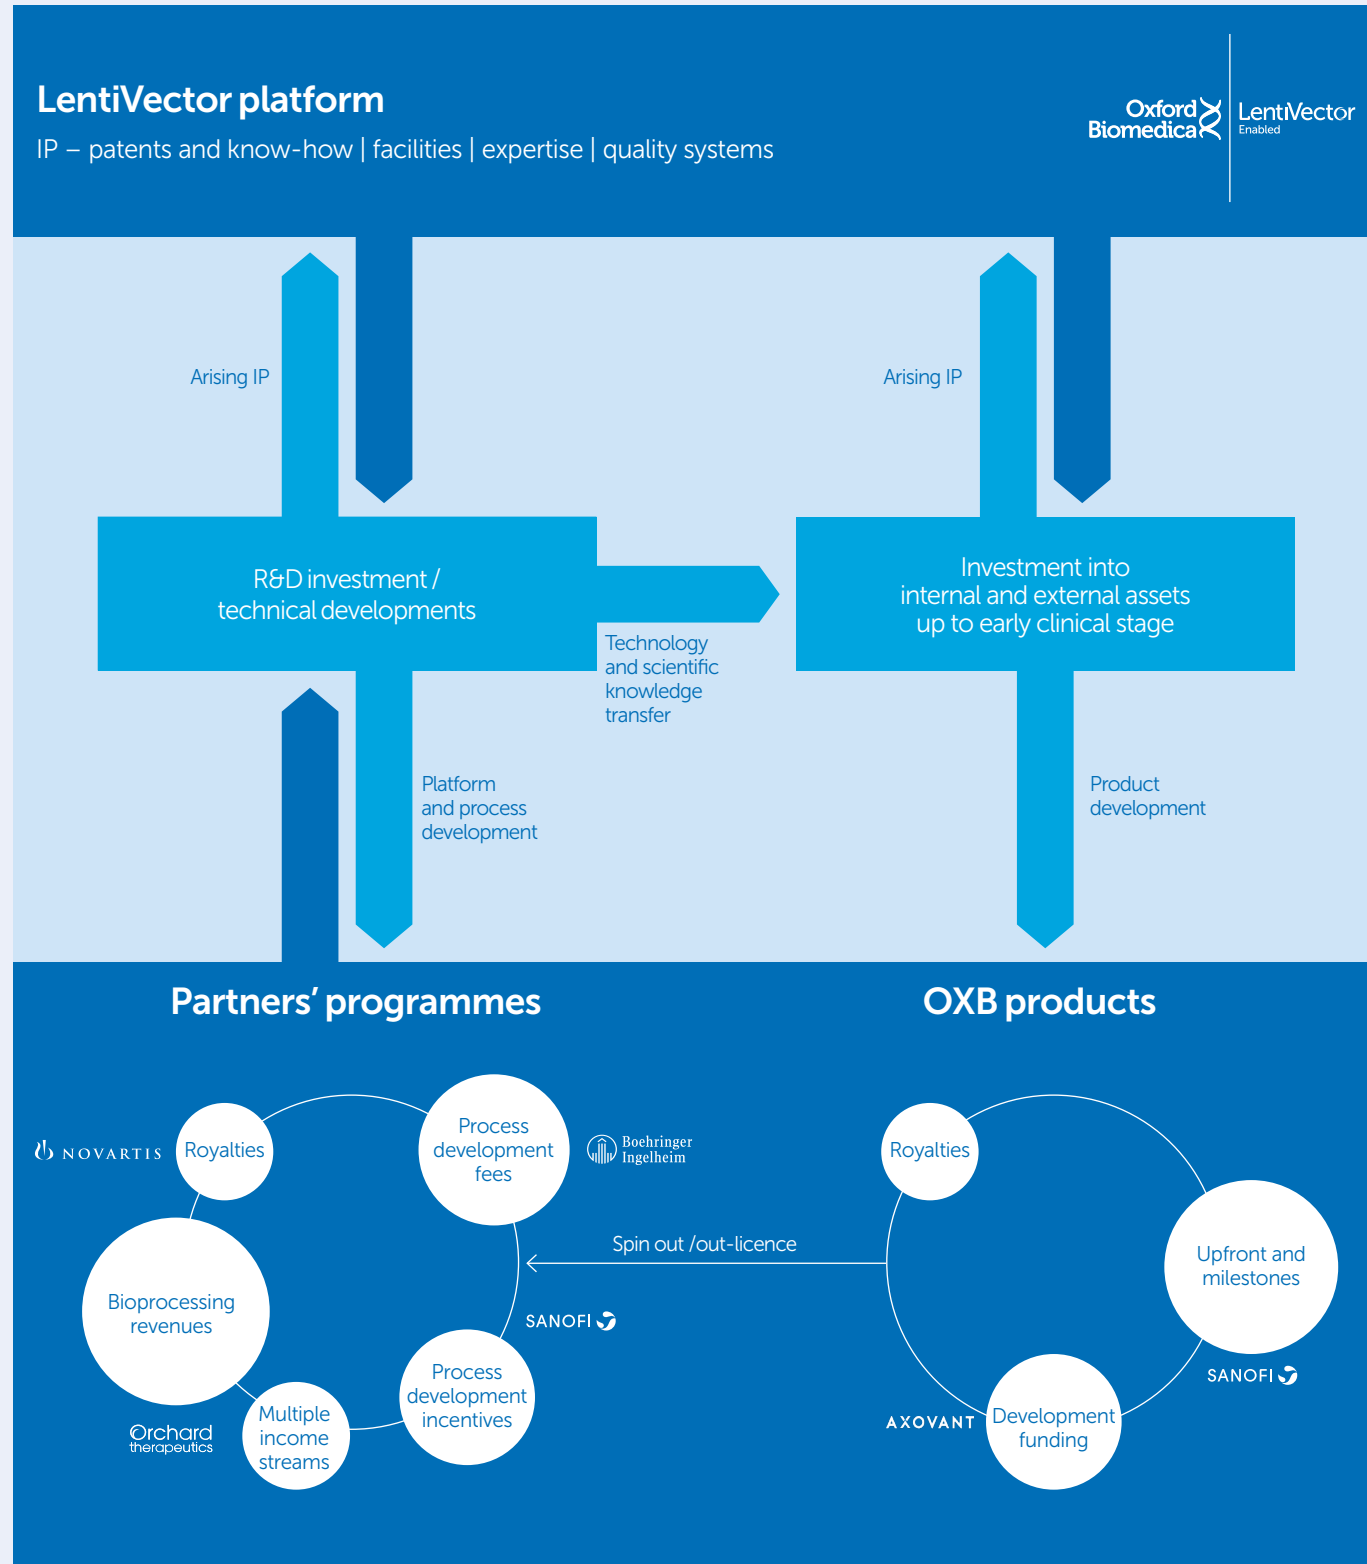 LentiVector platform
IP – patents and know-how | facilities | expertise | quality systems
Oxford
Biomedica
LentiVector
Enabled
Arising IP
Arising IP
R&D investment /
technical developments
Investment into
internal and external assets
up to early clinical stage
Technology
and scientific
knowledge
transfer
Platform
and process
development
Product
development
Partners’ programmes
OXB products
NOVARTIS
Royalties
Process
development
fees
Boehringer
Ingelheim
Royalties
Spin out /out-licence
Upfront and
milestones
Bioprocessing
revenues
SANOFI
Process
development
incentives
SANOFI
Orchard
therapeutics
Multiple
income
streams
AXOVANT
Development
funding